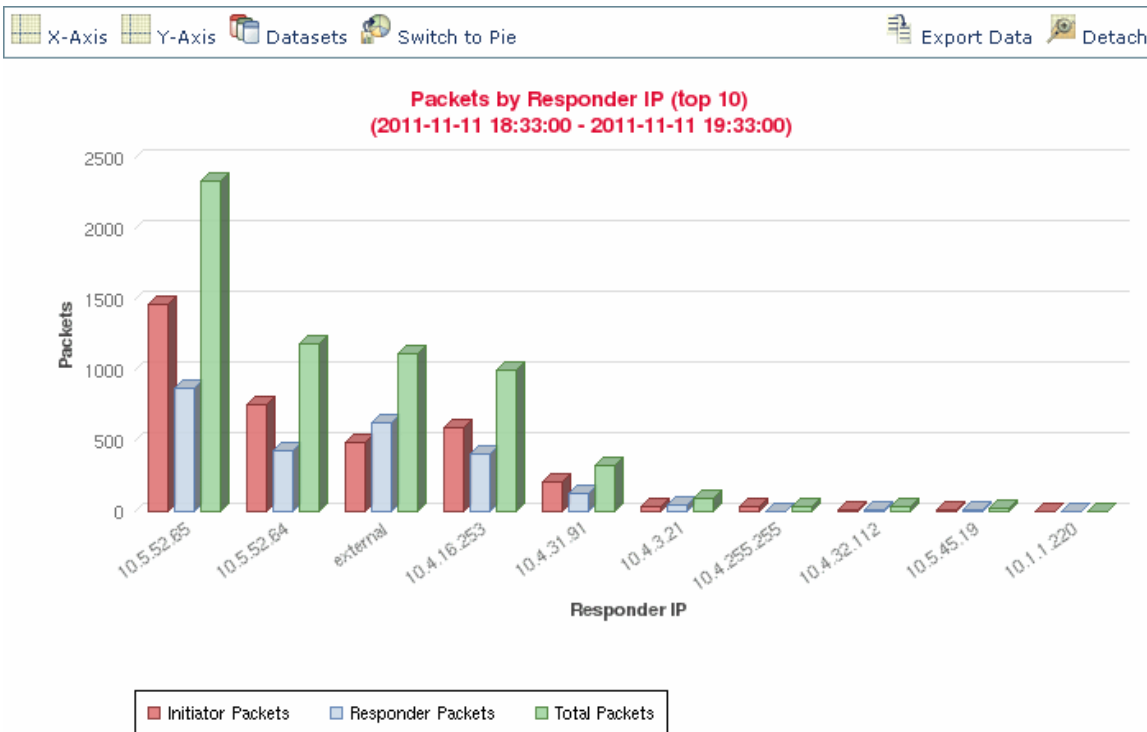 X-Axis Y-Axis Datasets Switch to Pie Export Data Detach
Packets by Responder IP (top 10)
(2011-11-11 18:33:00 - 2011-11-11 19:33:00)
2500
2000
1500
1000
500
0
Packets
10.5.52.65 10.5.52.64 external 10.4.16.253 10.4.31.91 10.4.3.21 10.4.255.255 10.4.32.112 10.5.45.19 10.1.1.220
Responder IP
Initiator Packets Responder Packets Total Packets